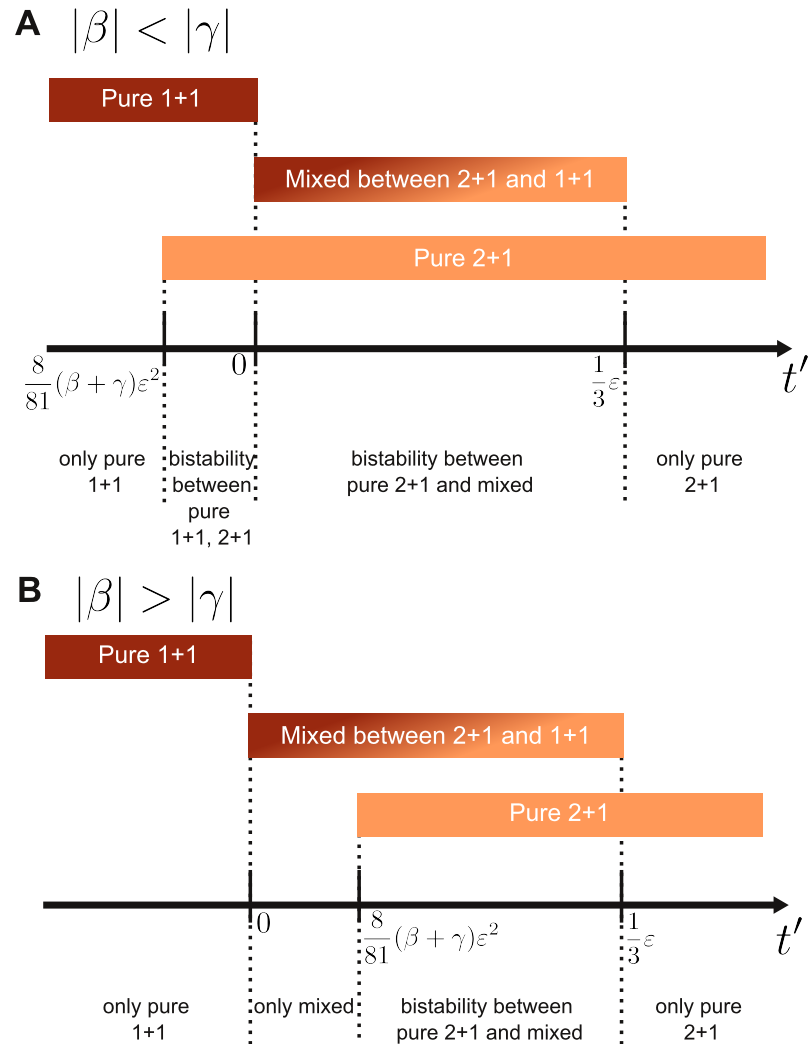 A |β| < |γ|
Pure 1+1
Mixed between 2+1 and 1+1
Pure 2+1
8/81(β + γ)ε² 0 1/3ε t′
only pure
1+1
bistability
between
pure
1+1, 2+1
bistability between
pure 2+1 and mixed
only pure
2+1
B |β| > |γ|
Pure 1+1
Mixed between 2+1 and 1+1
Pure 2+1
0 8/81(β + γ)ε² 1/3ε t′
only pure
1+1
only mixed
bistability between
pure 2+1 and mixed
only pure
2+1